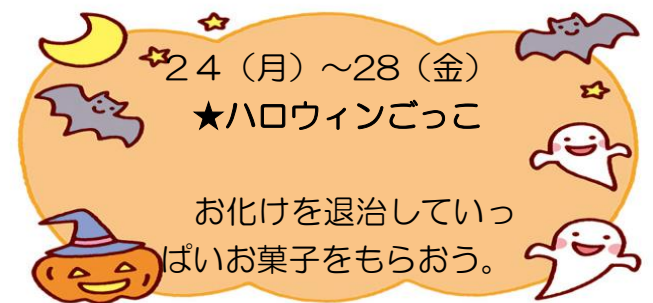 ２４（月）～28（金）
★ハロウィンごっこ
お化けを退治していっ
ぱいお菓子をもらおう。